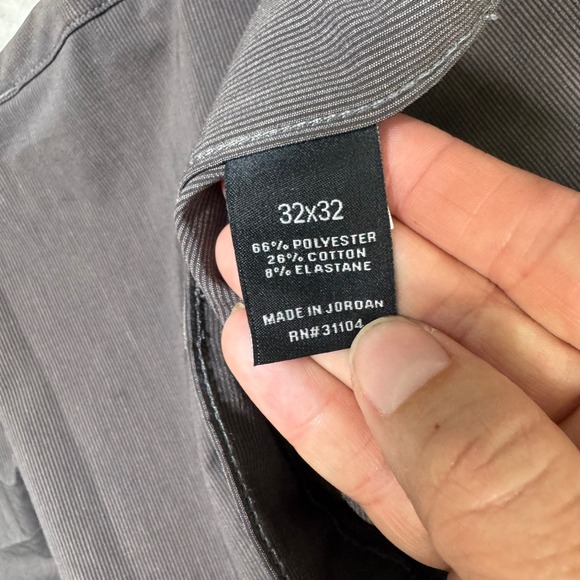 32x32
66% POLYESTER
26% COTTON
8% ELASTANE
MADE IN JORDAN
RN#31104